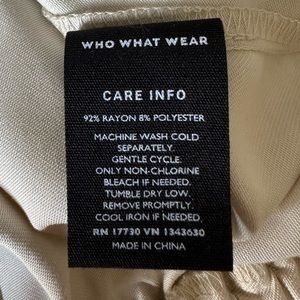 WHO WHAT WEAR
CARE INFO
92% RAYON 8% POLYESTER
MACHINE WASH COLD
SEPARATELY.
GENTLE CYCLE.
ONLY NON-CHLORINE
BLEACH IF NEEDED.
TUMBLE DRY LOW.
REMOVE PROMPTLY.
COOL IRON IF NEEDED.
RN 17730 VN 1343630
MADE IN CHINA